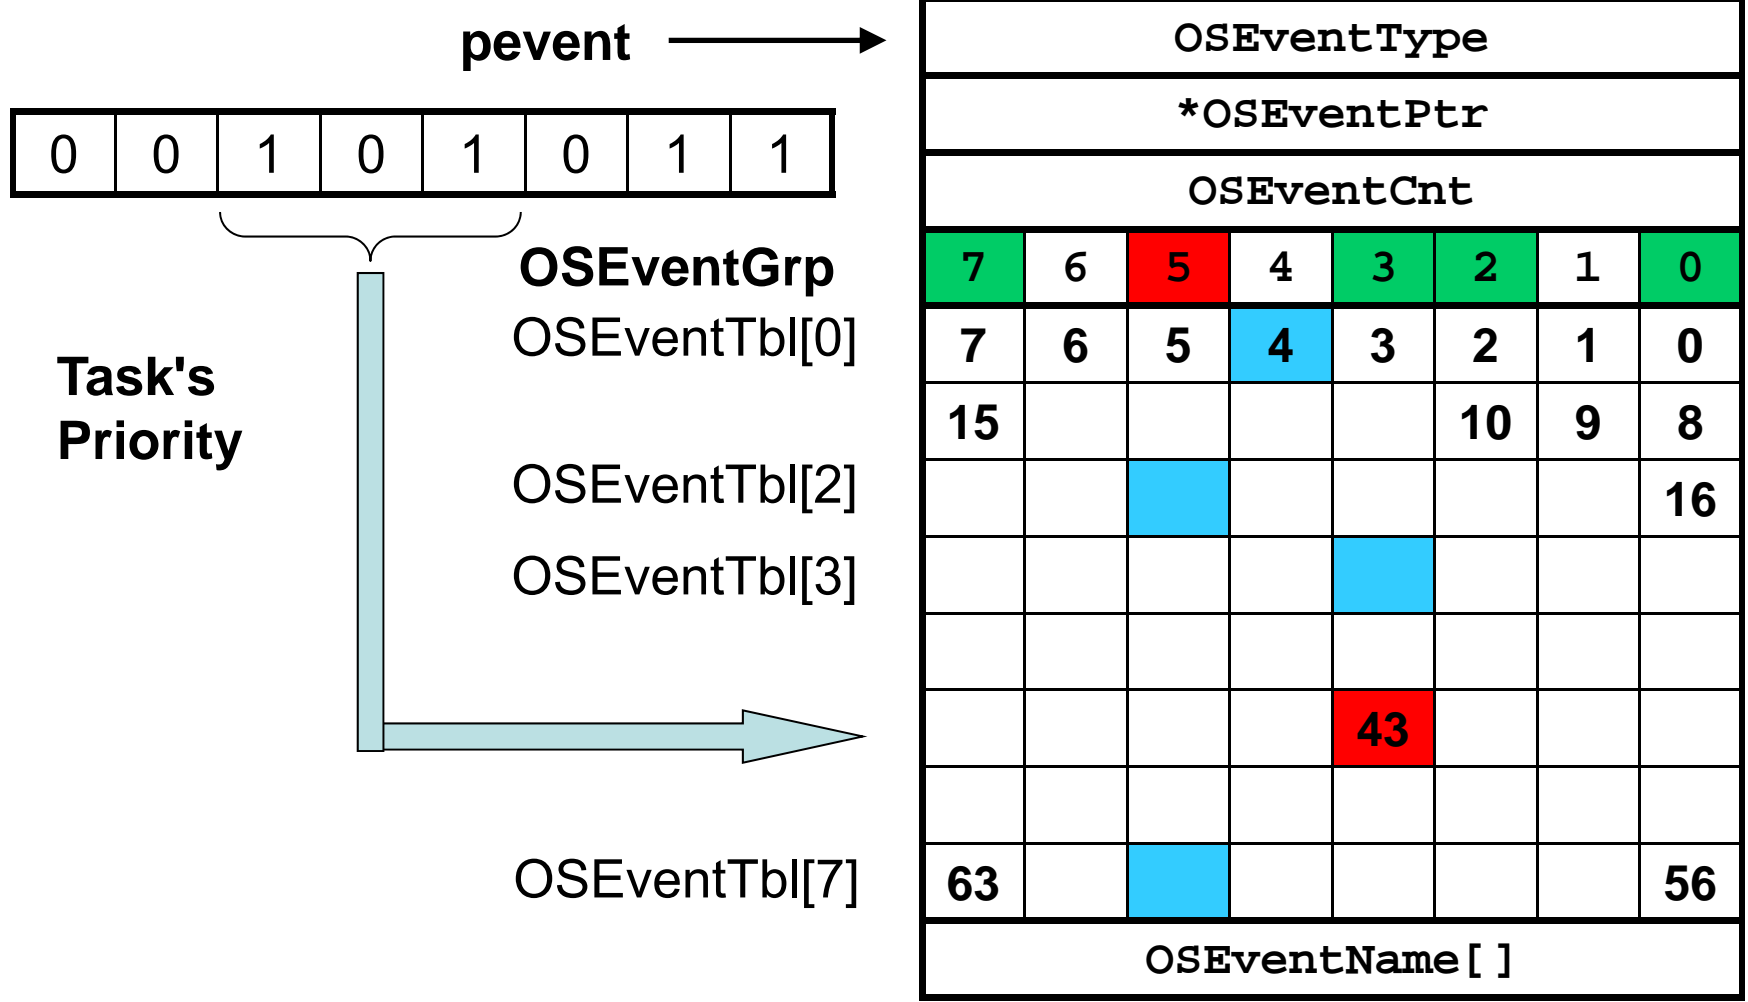 pevent
OSEventType
*OSEventPtr
0 0 1 0 1 0 1 1
OSEventCnt
OSEventGrp
7 6 5 4 3 2 1 0
OSEventTbl[0]
7 6 5 4 3 2 1 0
Task's
Priority
15 10 9 8
OSEventTbl[2]
16
OSEventTbl[3]
43
OSEventTbl[7]
63 56
OSEventName[]